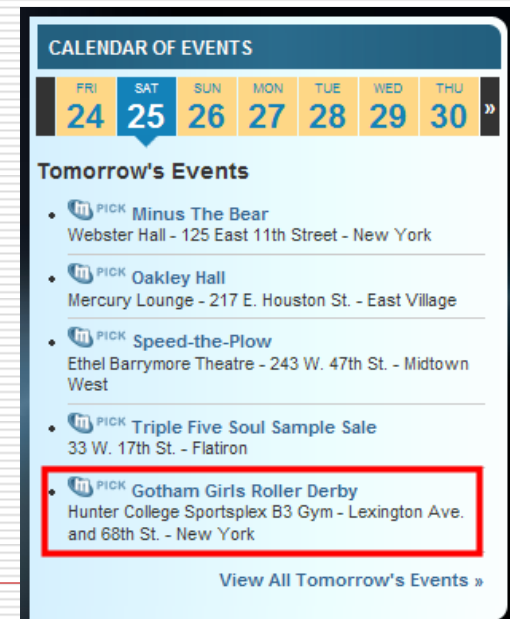 CALENDAR OF EVENTS
FRI SAT SUN MON TUE WED THU
24 25 26 27 28 29 30 »
Tomorrow's Events
PICK Minus The Bear
Webster Hall - 125 East 11th Street - New York
PICK Oakley Hall
Mercury Lounge - 217 E. Houston St. - East Village
PICK Speed-the-Plow
Ethel Barrymore Theatre - 243 W. 47th St. - Midtown
West
PICK Triple Five Soul Sample Sale
33 W. 17th St. - Flatiron
PICK Gotham Girls Roller Derby
Hunter College Sportsplex B3 Gym - Lexington Ave.
and 68th St. - New York
View All Tomorrow's Events »